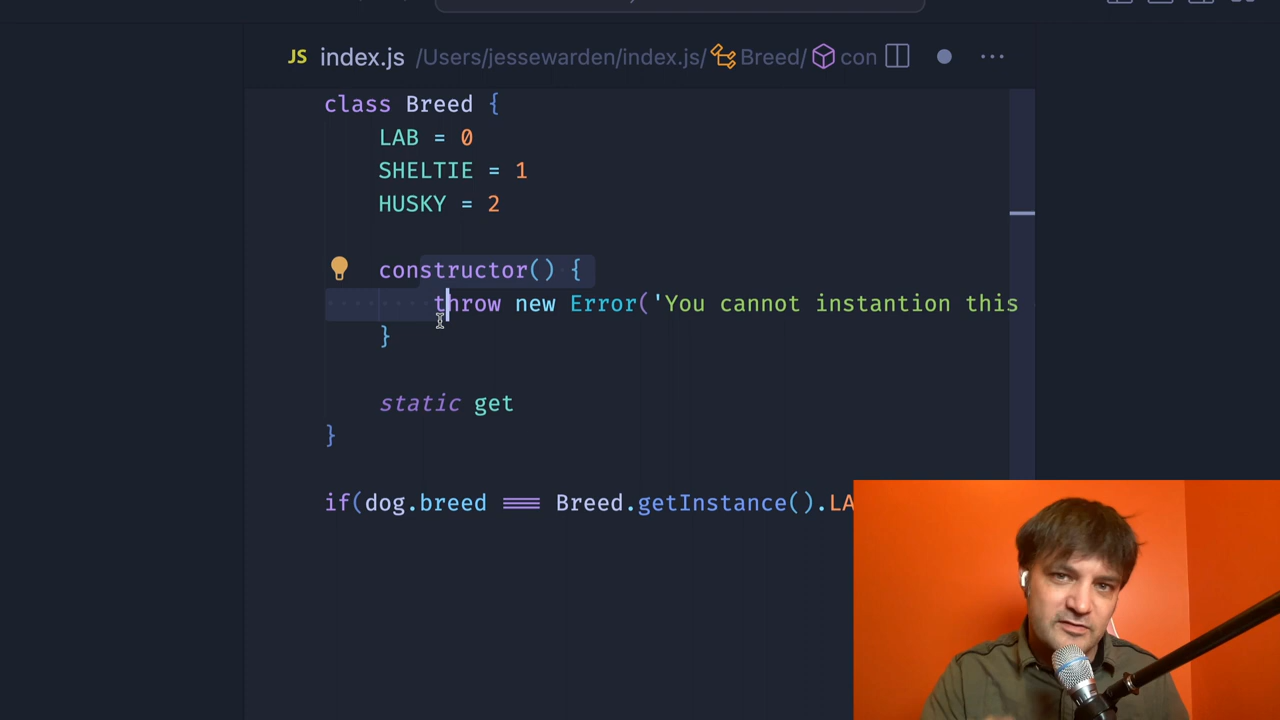 JS index.js /Users/jessewarden/index.js/ Breed/ con ...
class Breed {
LAB = 0
SHELTIE = 1
HUSKY = 2
constructor() {
throw new Error('You cannot instantion this
}
static get
}
if(dog.breed === Breed.getInstance().LA